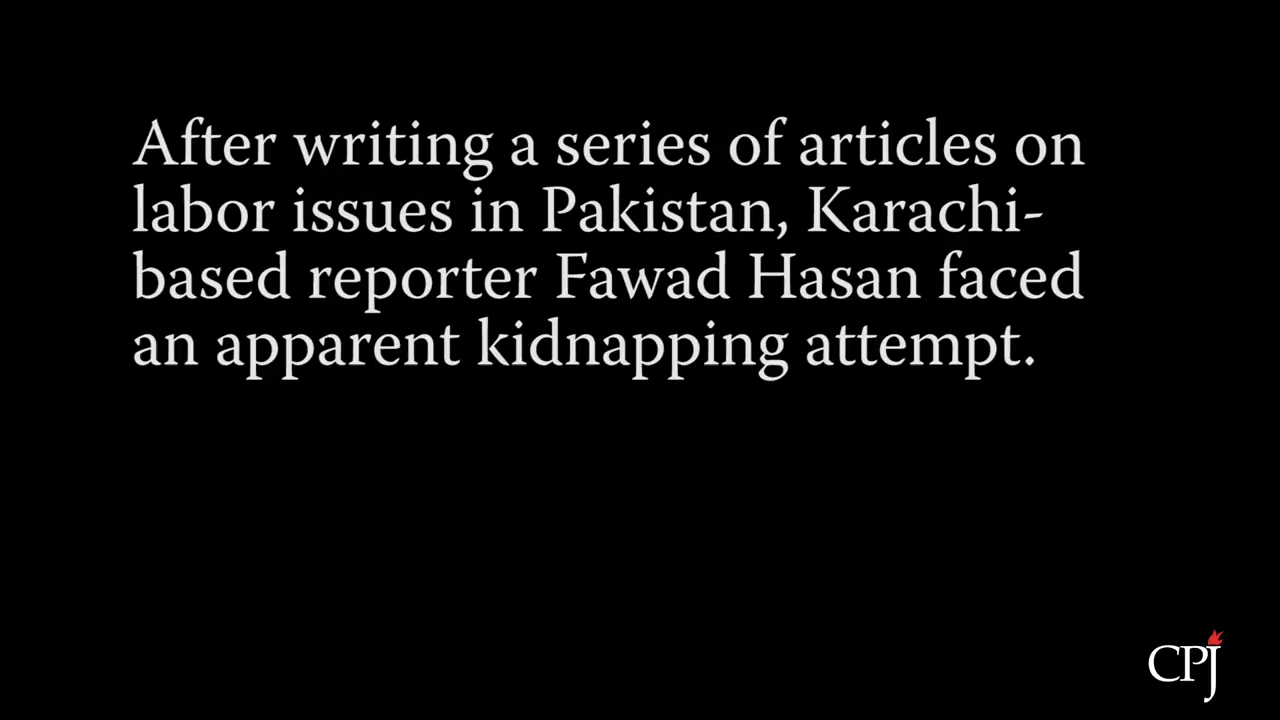 After writing a series of articles on
labor issues in Pakistan, Karachi-
based reporter Fawad Hasan faced
an apparent kidnapping attempt.
CPJ